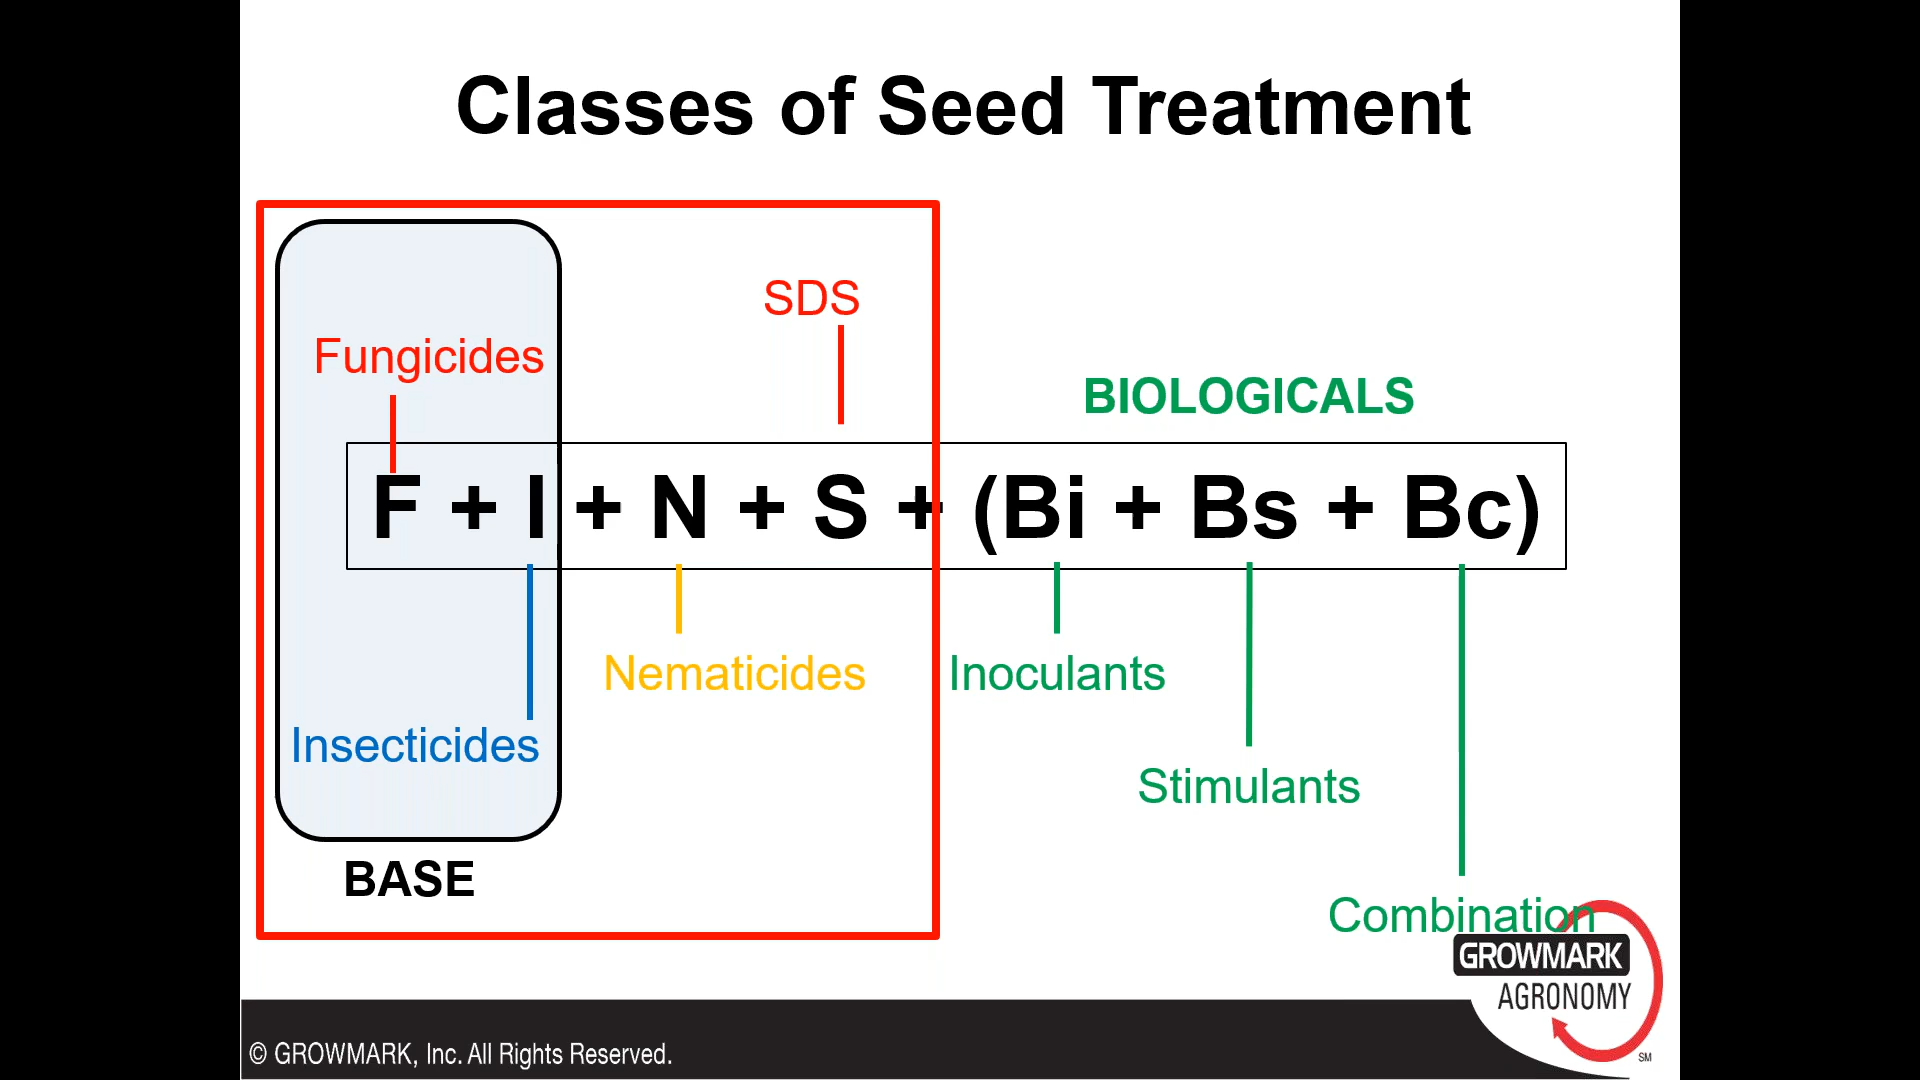 Classes of Seed Treatment
SDS
Fungicides
BIOLOGICALS
F + I + N + S + (Bi + Bs + Bc)
Nematicides
Inoculants
Insecticides
Stimulants
BASE
Combination
GROWMARK
AGRONOMY
SM
© GROWMARK, Inc. All Rights Reserved.